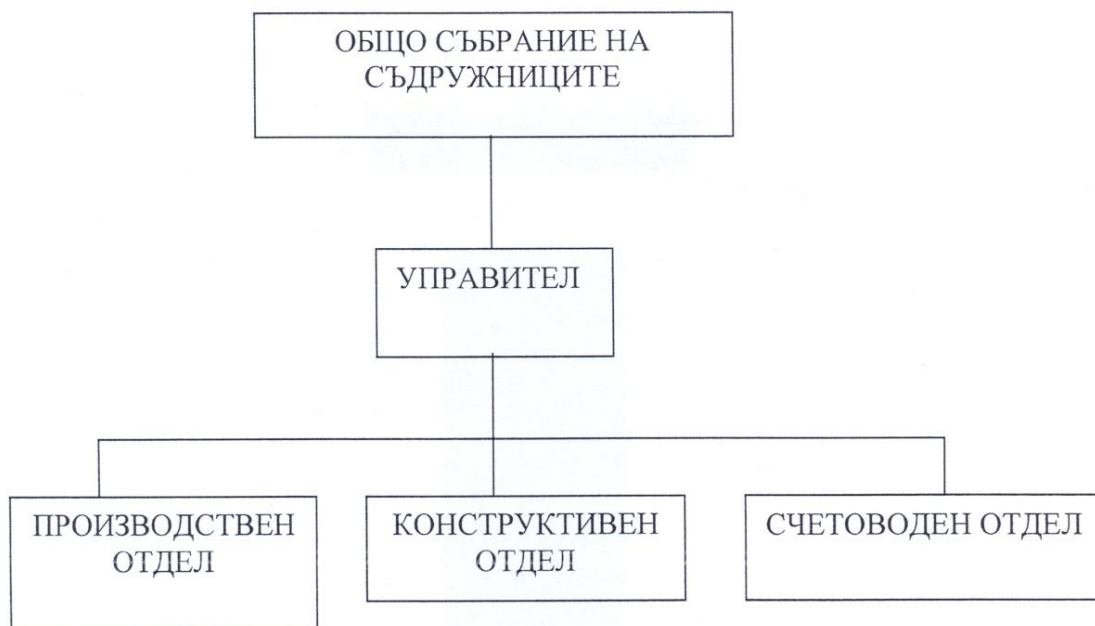 ОБЩО СЪБРАНИЕ НА
СЪДРУЖНИЦИТЕ
УПРАВИТЕЛ
ПРОИЗВОДСТВЕН
ОТДЕЛ
КОНСТРУКТИВЕН
ОТДЕЛ
СЧЕТОВОДЕН ОТДЕЛ